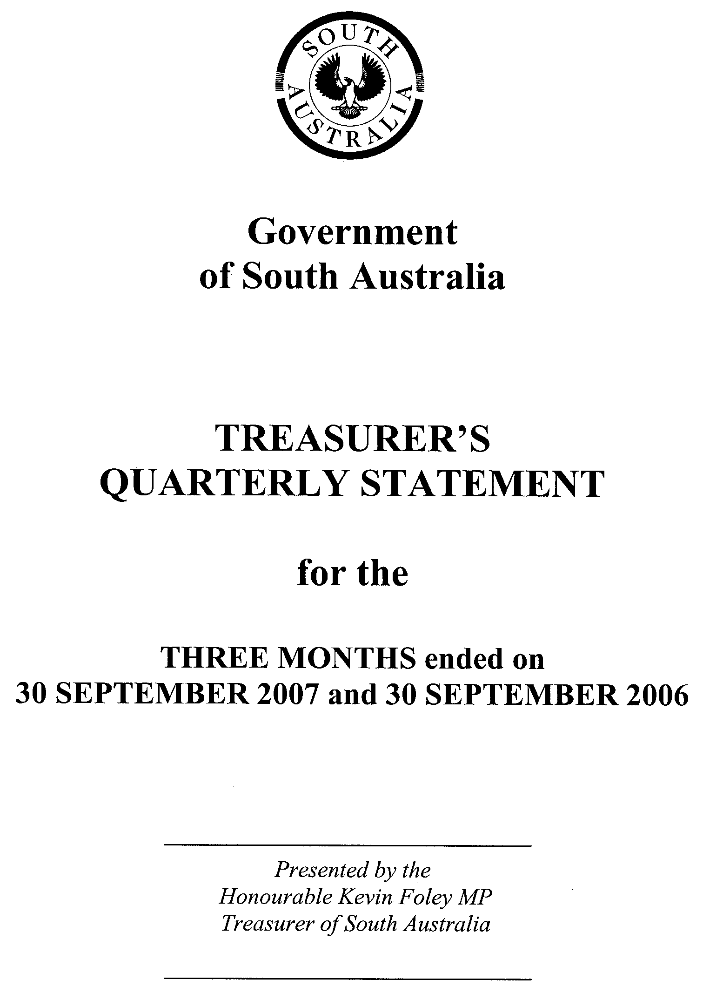 SOUTH
AUSTRALIA
Government
of South Australia
TREASURER’S
QUARTERLY STATEMENT
for the
THREE MONTHS ended on
30 SEPTEMBER 2007 and 30 SEPTEMBER 2006
Presented by the
Honourable Kevin Foley MP
Treasurer of South Australia